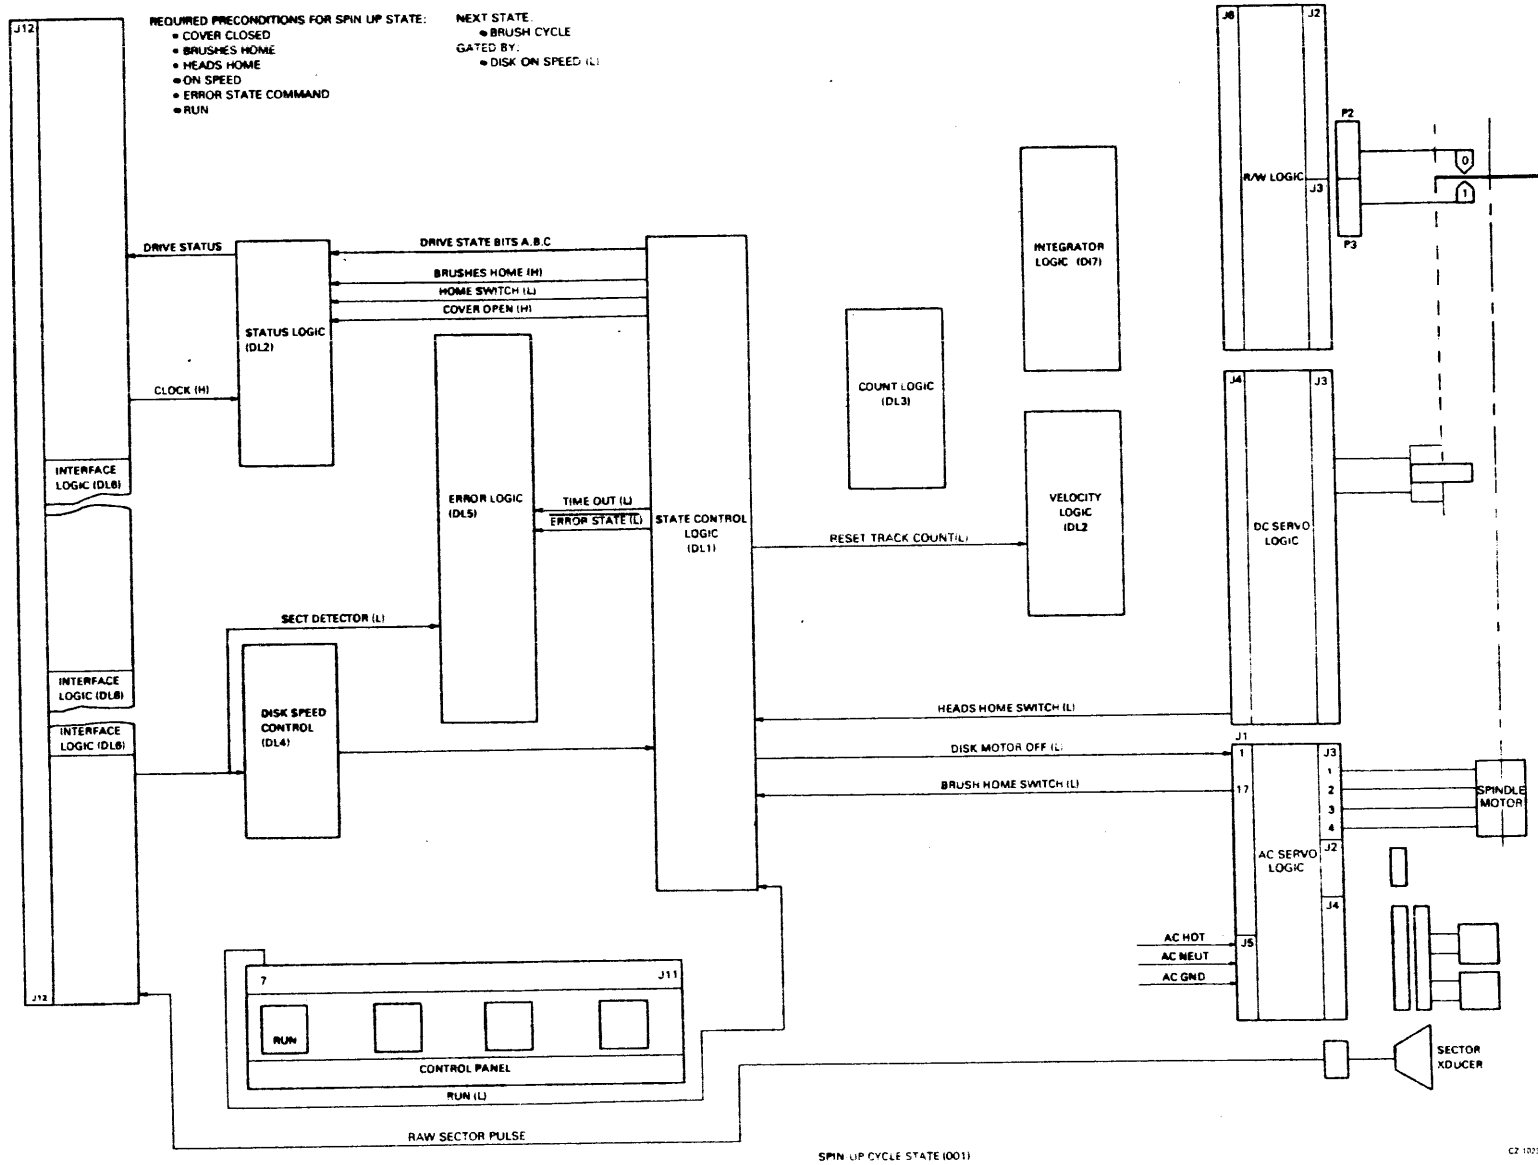 J12
REQUIRED PRECONDITIONS FOR SPIN UP STATE:
• COVER CLOSED
• BRUSHES HOME
• HEADS HOME
• ON SPEED
• ERROR STATE COMMAND
• RUN
NEXT STATE.
• BRUSH CYCLE
GATED BY:
• DISK ON SPEED (L)
J2
P2
R/W LOGIC
J3
P3
0
1
INTEGRATOR
LOGIC (DI7)
DRIVE STATUS
DRIVE STATE BITS A,B,C
BRUSHES HOME (H)
HOME SWITCH (L)
COVER OPEN (H)
STATUS LOGIC
(DL2)
CLOCK (H)
COUNT LOGIC
(DL3)
J4
J3
INTERFACE
LOGIC (DL6)
ERROR LOGIC
(DL5)
TIME OUT (L)
ERROR STATE (L)
STATE CONTROL
LOGIC
(DL1)
VELOCITY
LOGIC
(DL2
RESET TRACK COUNT(L)
DC SERVO
LOGIC
SECT DETECTOR (L)
INTERFACE
LOGIC (DL6)
DISK SPEED
CONTROL
(DL4)
HEADS HOME SWITCH (L)
INTERFACE
LOGIC (DL6)
J1
DISK MOTOR OFF (L)
1
J3
BRUSH HOME SWITCH (L)
17
1
2
3
4
SPINDLE
MOTOR
AC SERVO
LOGIC
J2
J4
AC HOT
AC NEUT
AC GND
J5
J12
7
J11
RUN
CONTROL PANEL
RUN (L)
SECTOR
XDUCER
RAW SECTOR PULSE
SPIN UP CYCLE STATE (001)